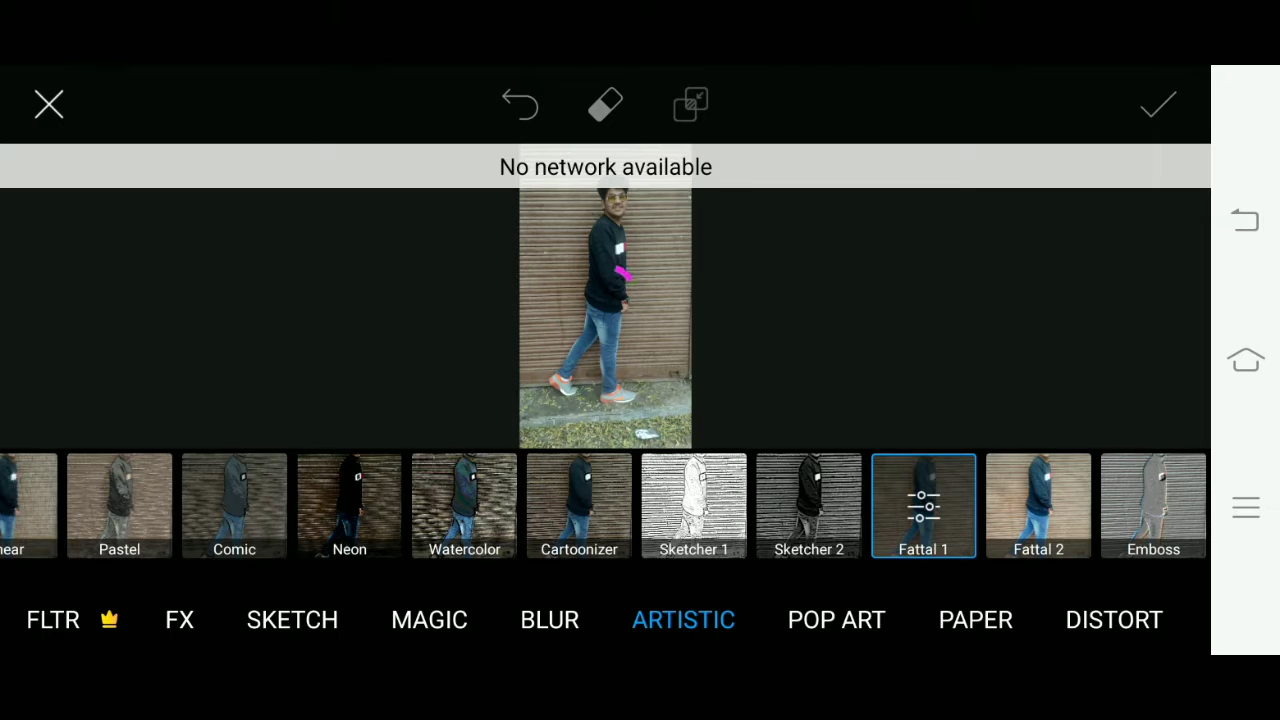 No network available
near
Pastel
Comic
Neon
Watercolor
Cartoonizer
Sketcher 1
Sketcher 2
Fattal 1
Fattal 2
Emboss
FLTR
FX
SKETCH
MAGIC
BLUR
ARTISTIC
POP ART
PAPER
DISTORT